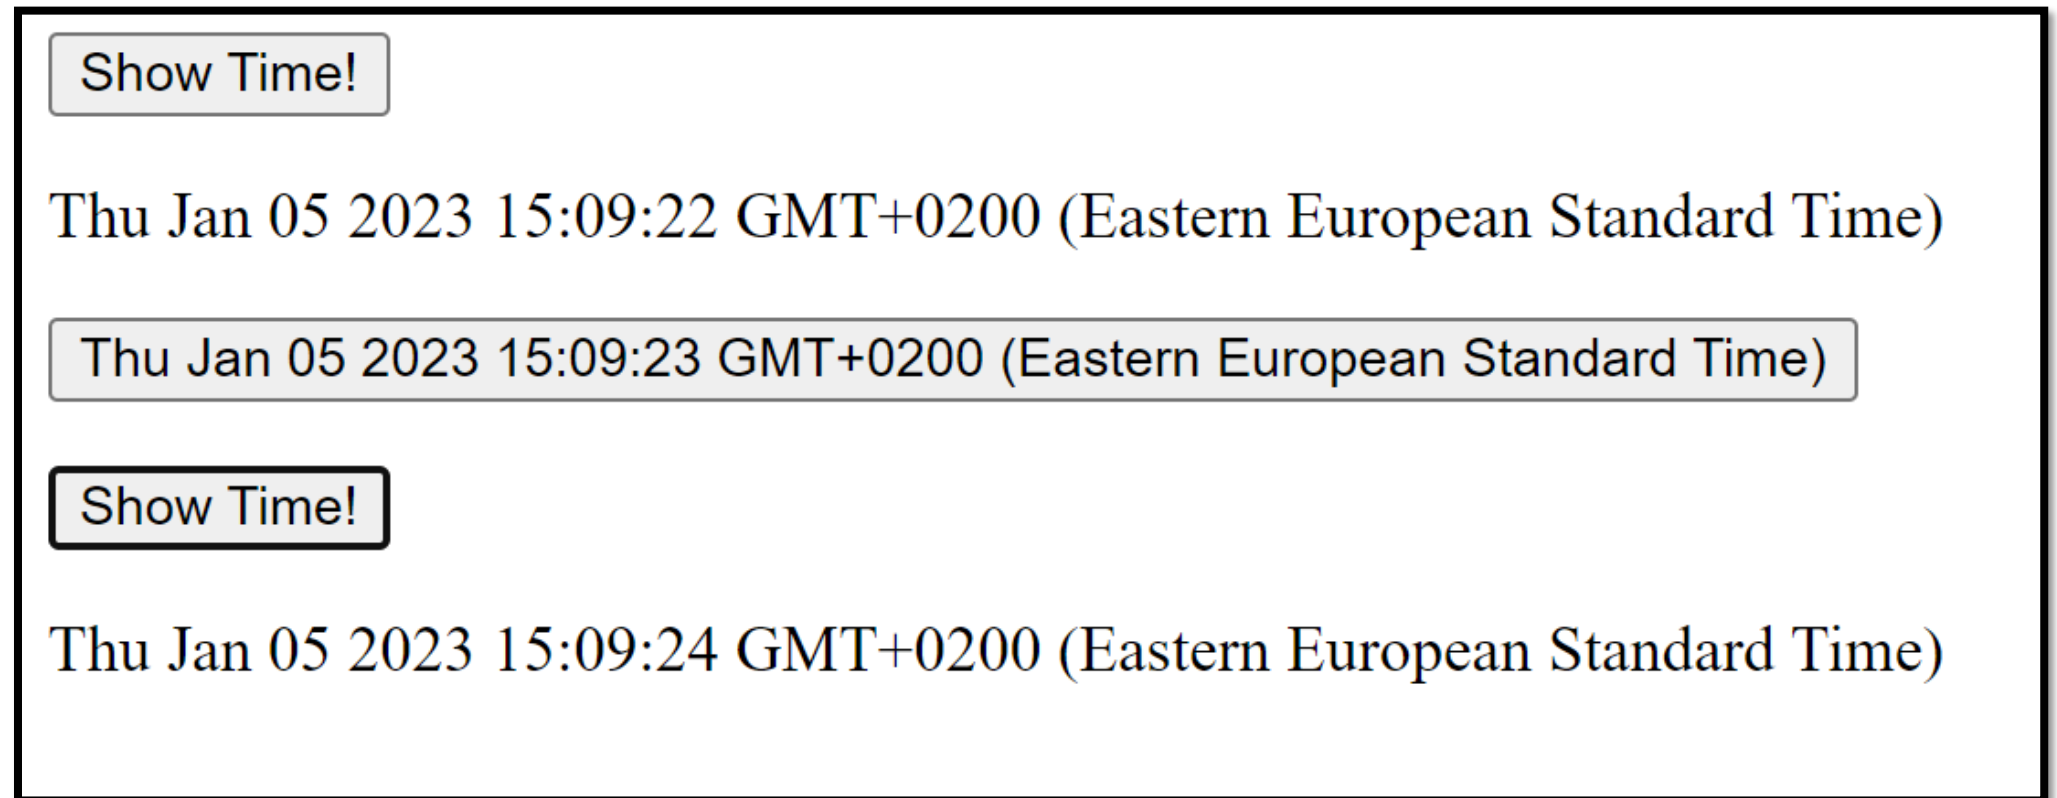 Show Time!
Thu Jan 05 2023 15:09:22 GMT+0200 (Eastern European Standard Time)
Thu Jan 05 2023 15:09:23 GMT+0200 (Eastern European Standard Time)
Show Time!
Thu Jan 05 2023 15:09:24 GMT+0200 (Eastern European Standard Time)